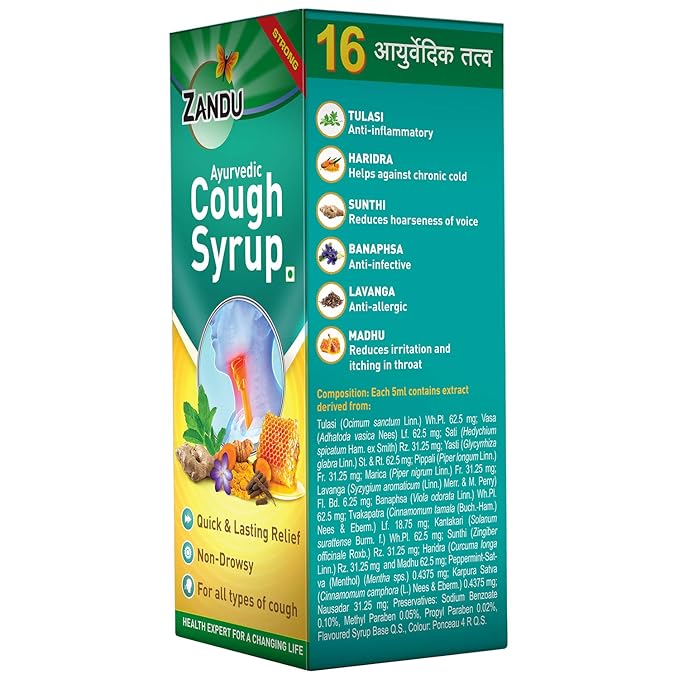 STRONG
ZANDU
Ayurvedic
Cough
Syrup
Quick & Lasting Relief
Non-Drowsy
For all types of cough
HEALTH EXPERT FOR A CHANGING LIFE
16 आयुर्वेदिक तत्व
TULASI
Anti-inflammatory
HARIDRA
Helps against chronic cold
SUNTHI
Reduces hoarseness of voice
BANAPHSA
Anti-infective
LAVANGA
Anti-allergic
MADHU
Reduces irritation and
itching in throat
Composition: Each 5ml contains extract
derived from:
Tulasi (Ocimum sanctum Linn.) Wh.Pl. 62.5 mg; Vasa
(Adhatoda vasica Nees) Lf. 62.5 mg; Sati (Hedychium
spicatum Ham. ex Smith) Rz. 31.25 mg; Yasti (Glycyrrhiza
glabra Linn.) St. & Rt. 62.5 mg; Pippali (Piper longum Linn.)
Fr. 31.25 mg; Marica (Piper nigrum Linn.) Fr. 31.25 mg;
Lavanga (Syzygium aromaticum (Linn.) Merr. & M. Perry)
Fl. Bd. 6.25 mg; Banaphsa (Viola odorata Linn.) Wh.Pl.
62.5 mg; Tvakapatra (Cinnamomum tamala (Buch.-Ham.)
Nees & Eberm.) Lf. 18.75 mg; Kantakari (Solanum
surattense Burm. f.) Wh.Pl. 62.5 mg; Sunthi (Zingiber
officinale Roxb.) Rz. 31.25 mg; Haridra (Curcuma longa
Linn.) Rz. 31.25 mg and Madhu 62.5 mg; Peppermint-Sat-
va (Menthol) (Mentha sps.) 0.4375 mg; Karpura Satva
(Cinnamomum camphora (L.) Nees & Eberm.) 0.4375 mg;
Nausadar 31.25 mg; Preservatives: Sodium Benzoate
0.10%, Methyl Paraben 0.05%, Propyl Paraben 0.02%,
Flavoured Syrup Base Q.S., Colour: Ponceau 4 R Q.S.